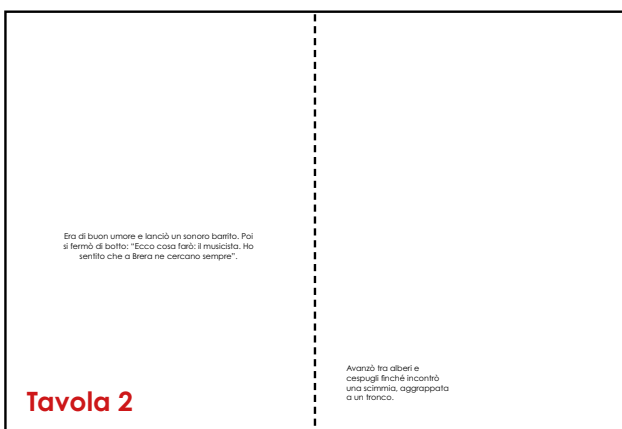 Era di buon umore e lanciò un sonoro barrito. Poi
si fermò di botto: “Ecco cosa farò: il musicista. Ho
sentito che a Brera ne cercano sempre”.
Avanzò tra alberi e
cespugli finché incontrò
una scimmia, aggrappata
a un tronco.
Tavola 2